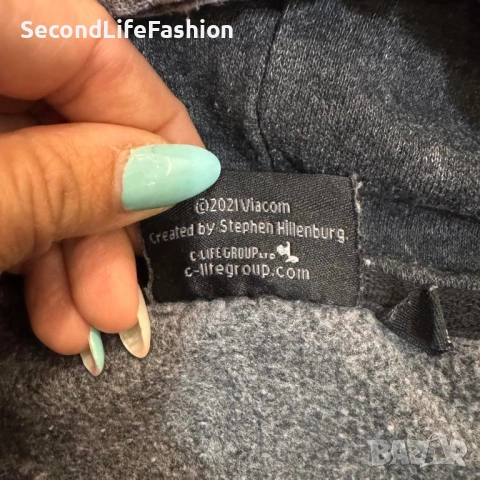 SecondLifeFashion
©2021 Viacom
Created by Stephen Hillenburg.
C-LIFE GROUP LTD
c-lifegroup.com
BAZAR